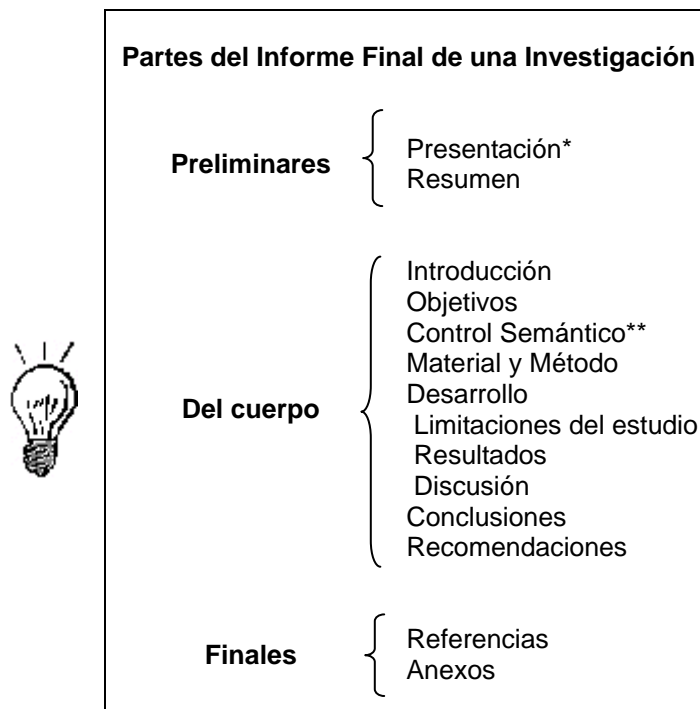 Partes del Informe Final de una Investigación
Preliminares
Presentación*
Resumen
Del cuerpo
Introducción
Objetivos
Control Semántico**
Material y Método
Desarrollo
Limitaciones del estudio
Resultados
Discusión
Conclusiones
Recomendaciones
Finales
Referencias
Anexos